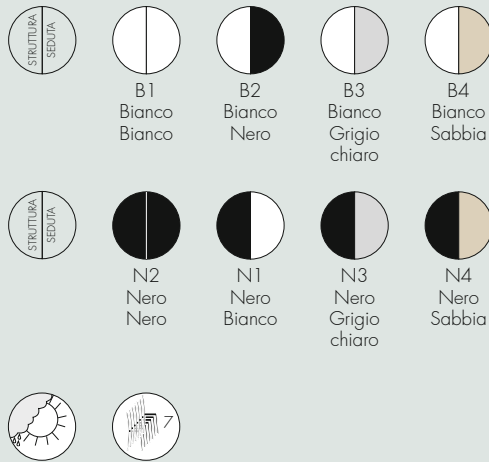 STRUTTURA
SEDUTA
B1
Bianco
Bianco
B2
Bianco
Nero
B3
Bianco
Grigio
chiaro
B4
Bianco
Sabbia
STRUTTURA
SEDUTA
N2
Nero
Nero
N1
Nero
Bianco
N3
Nero
Grigio
chiaro
N4
Nero
Sabbia
7